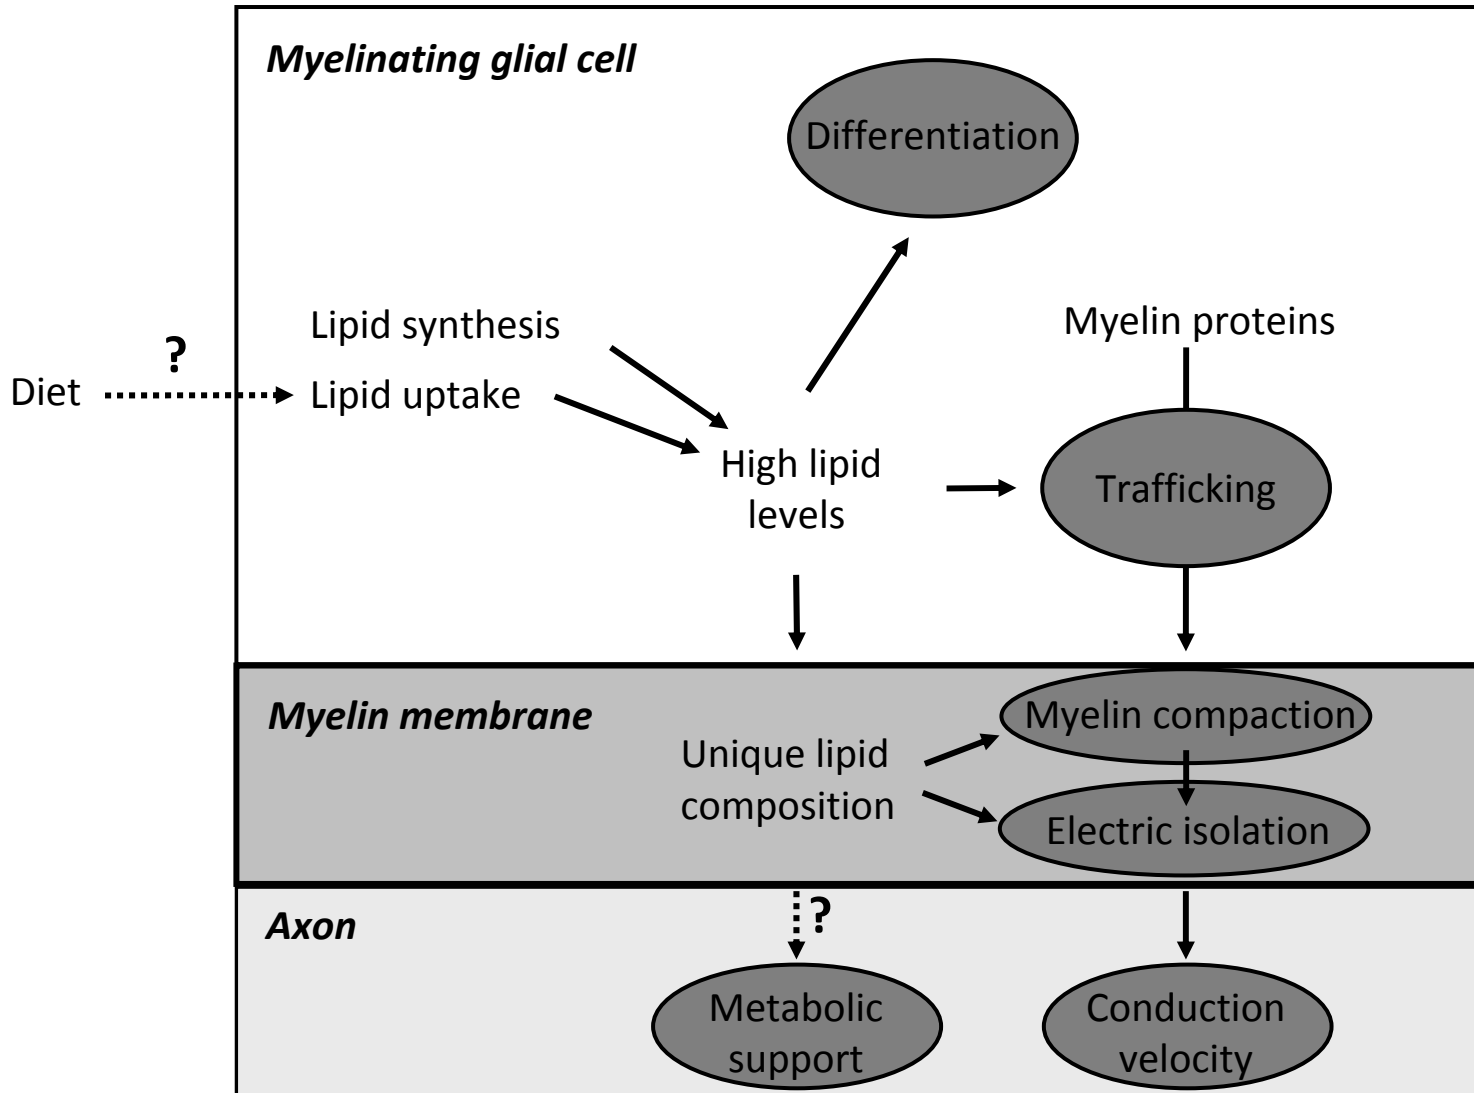 Myelinating glial cell
Differentiation
Lipid synthesis
Myelin proteins
?
Diet
Lipid uptake
High lipid
levels
Trafficking
Myelin membrane
Myelin compaction
Unique lipid
composition
Electric isolation
Axon
?
Metabolic
support
Conduction
velocity